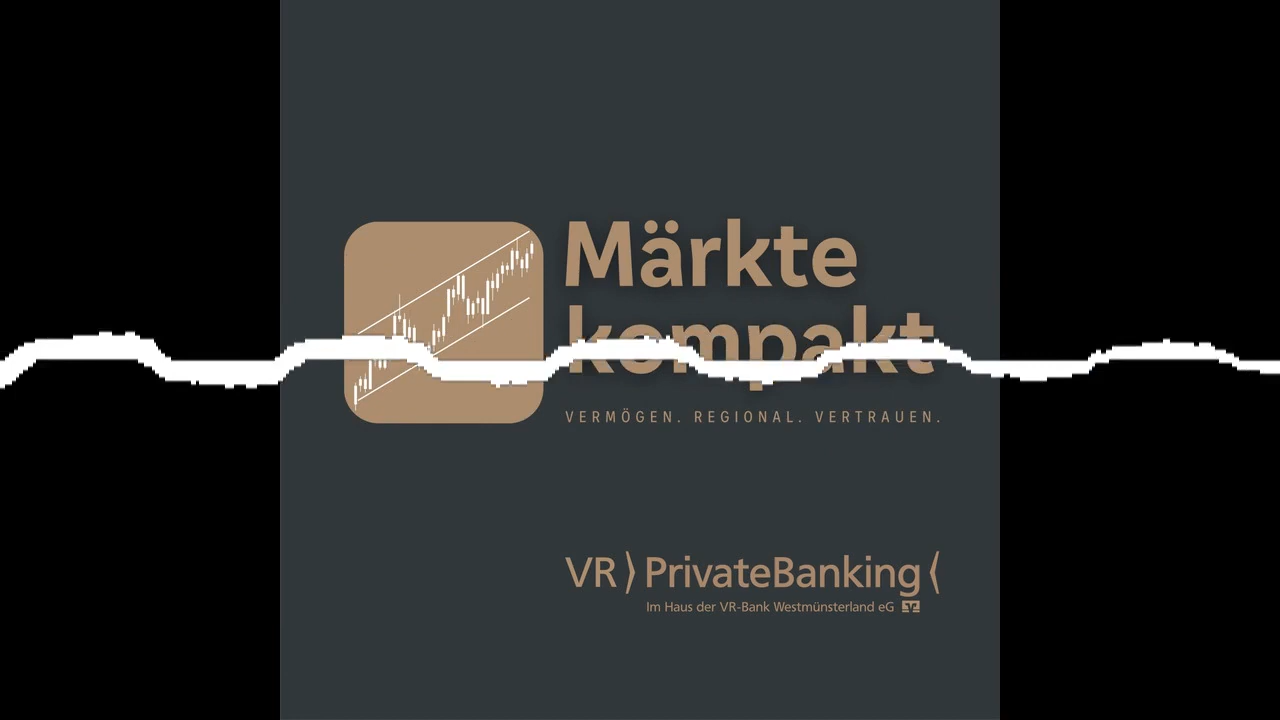 Märkte
kompakt
VERMÖGEN. REGIONAL. VERTRAUEN.
VR⟩PrivateBanking⟨
Im Haus der VR-Bank Westmünsterland eG